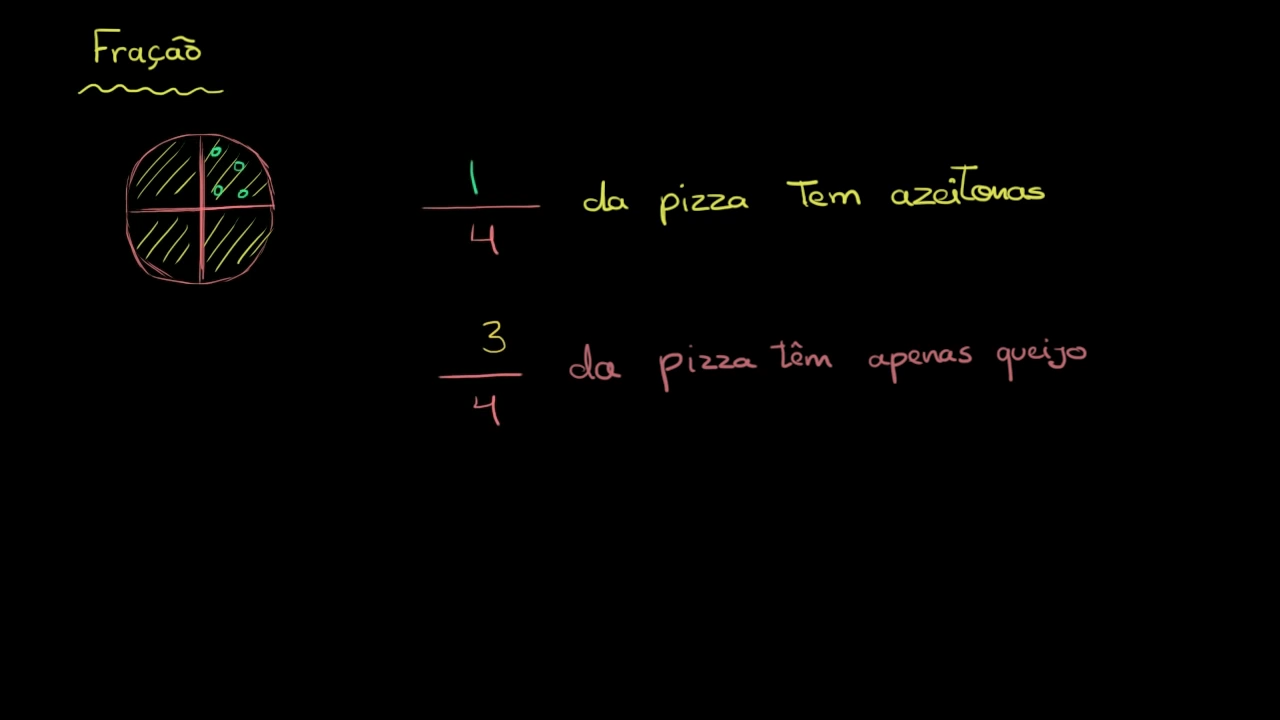 Fração
1
4
da pizza Tem azeitonas
3
4
da pizza têm apenas queijo